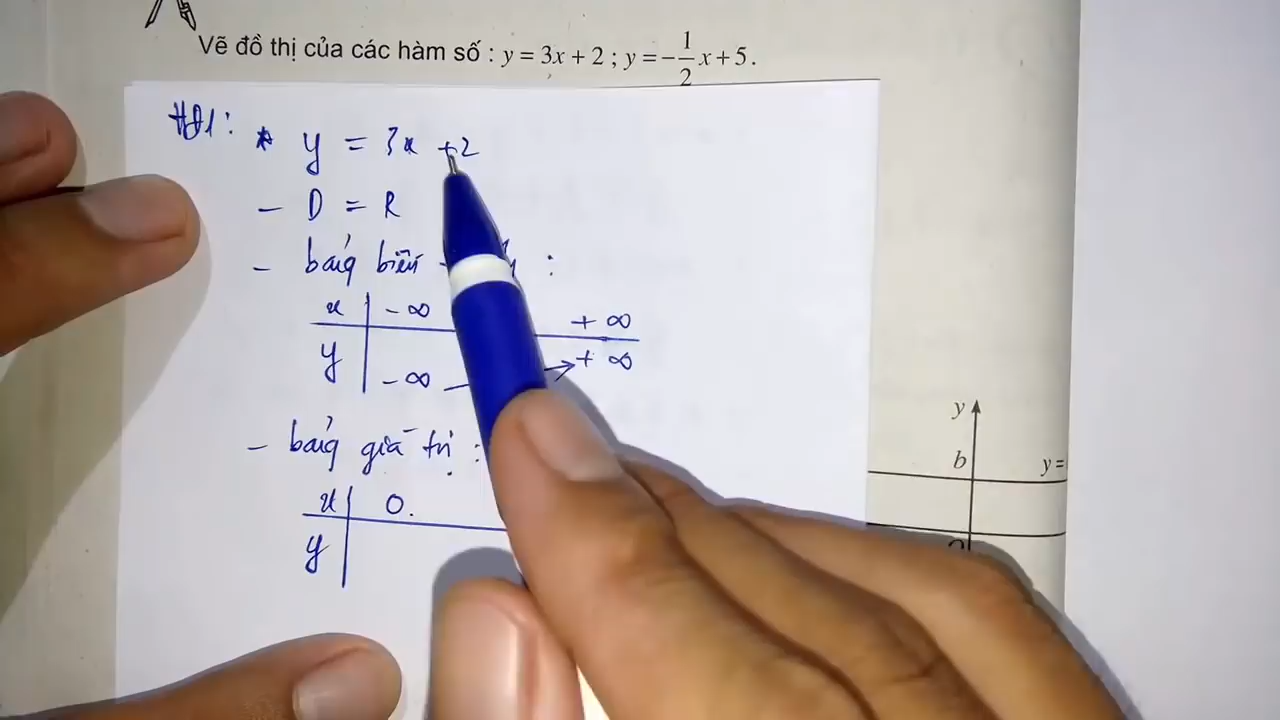 Vẽ đồ thị của các hàm số : y = 3x + 2 ; y = -1/2 x + 5.
HĐ1:
* y = 3x + 2
- D = R
- bảng biến :
x -∞ +∞
y -∞ +∞
- bảng giá trị :
x 0.
y
y
b
y =